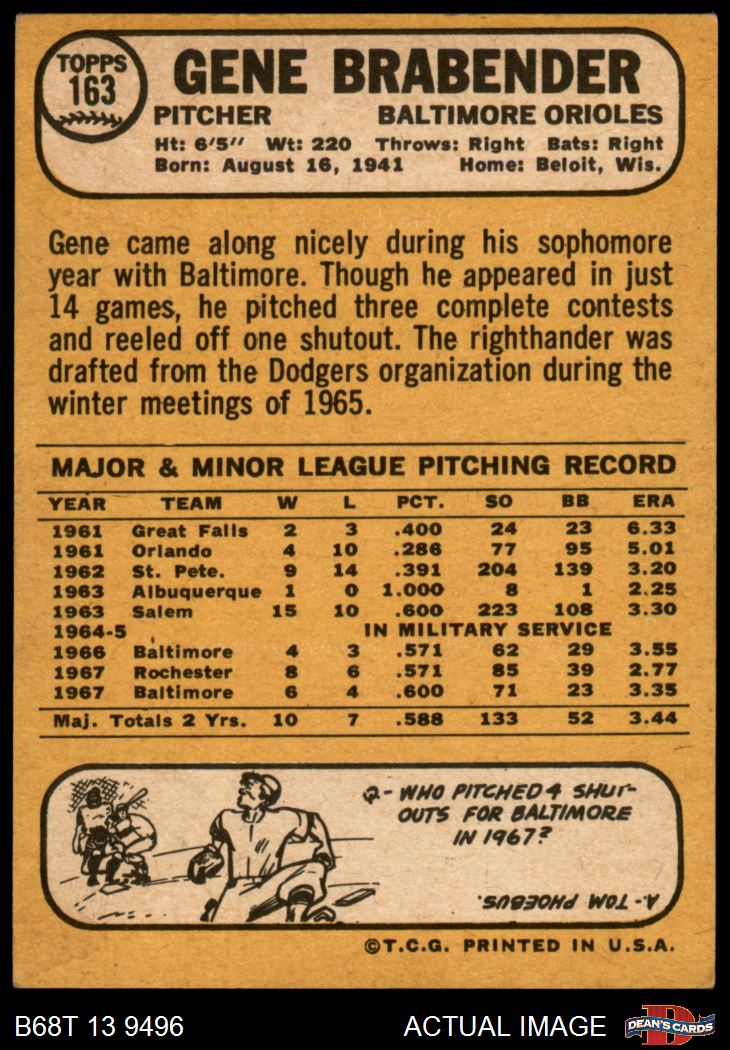 TOPPS
163
GENE BRABENDER
PITCHER BALTIMORE ORIOLES
Ht: 6'5" Wt: 220 Throws: Right Bats: Right
Born: August 16, 1941 Home: Beloit, Wis.
Gene came along nicely during his sophomore
year with Baltimore. Though he appeared in just
14 games, he pitched three complete contests
and reeled off one shutout. The righthander was
drafted from the Dodgers organization during the
winter meetings of 1965.
MAJOR & MINOR LEAGUE PITCHING RECORD
YEAR TEAM W L PCT. SO BB ERA
1961 Great Falls 2 3 .400 24 23 6.33
1961 Orlando 4 10 .286 77 95 5.01
1962 St. Pete. 9 14 .391 204 139 3.20
1963 Albuquerque 1 0 1.000 8 1 2.25
1963 Salem 15 10 .600 223 108 3.30
1964-5 IN MILITARY SERVICE
1966 Baltimore 4 3 .571 62 29 3.55
1967 Rochester 8 6 .571 85 39 2.77
1967 Baltimore 6 4 .600 71 23 3.35
Maj. Totals 2 Yrs. 10 7 .588 133 52 3.44
Q- WHO PITCHED 4 SHUT-
OUTS FOR BALTIMORE
IN 1967?
A- TOM PHOEBUS.
©T.C.G. PRINTED IN U.S.A.
B68T 13 9496 ACTUAL IMAGE
D
DEAN'S CARDS